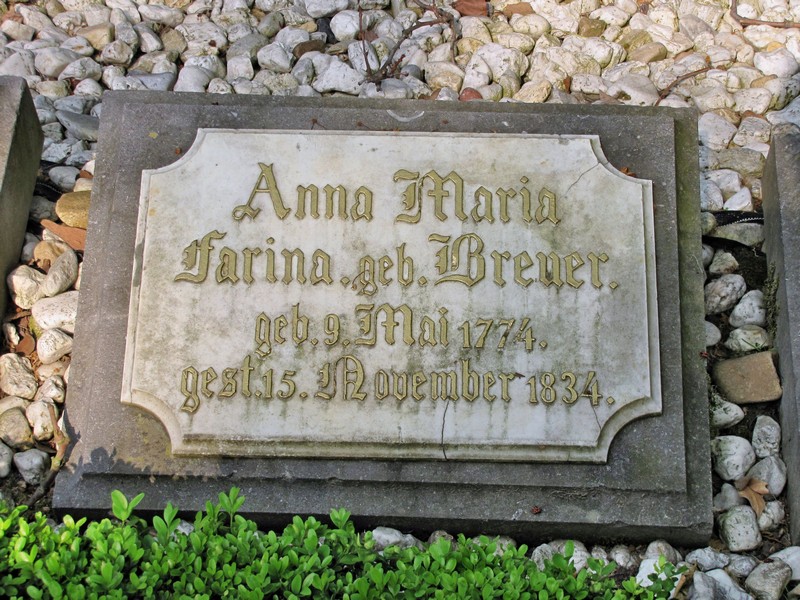 Anna Maria
Farina. geb. Breuer.
geb. 9. Mai 1774.
gest. 15. November 1834.